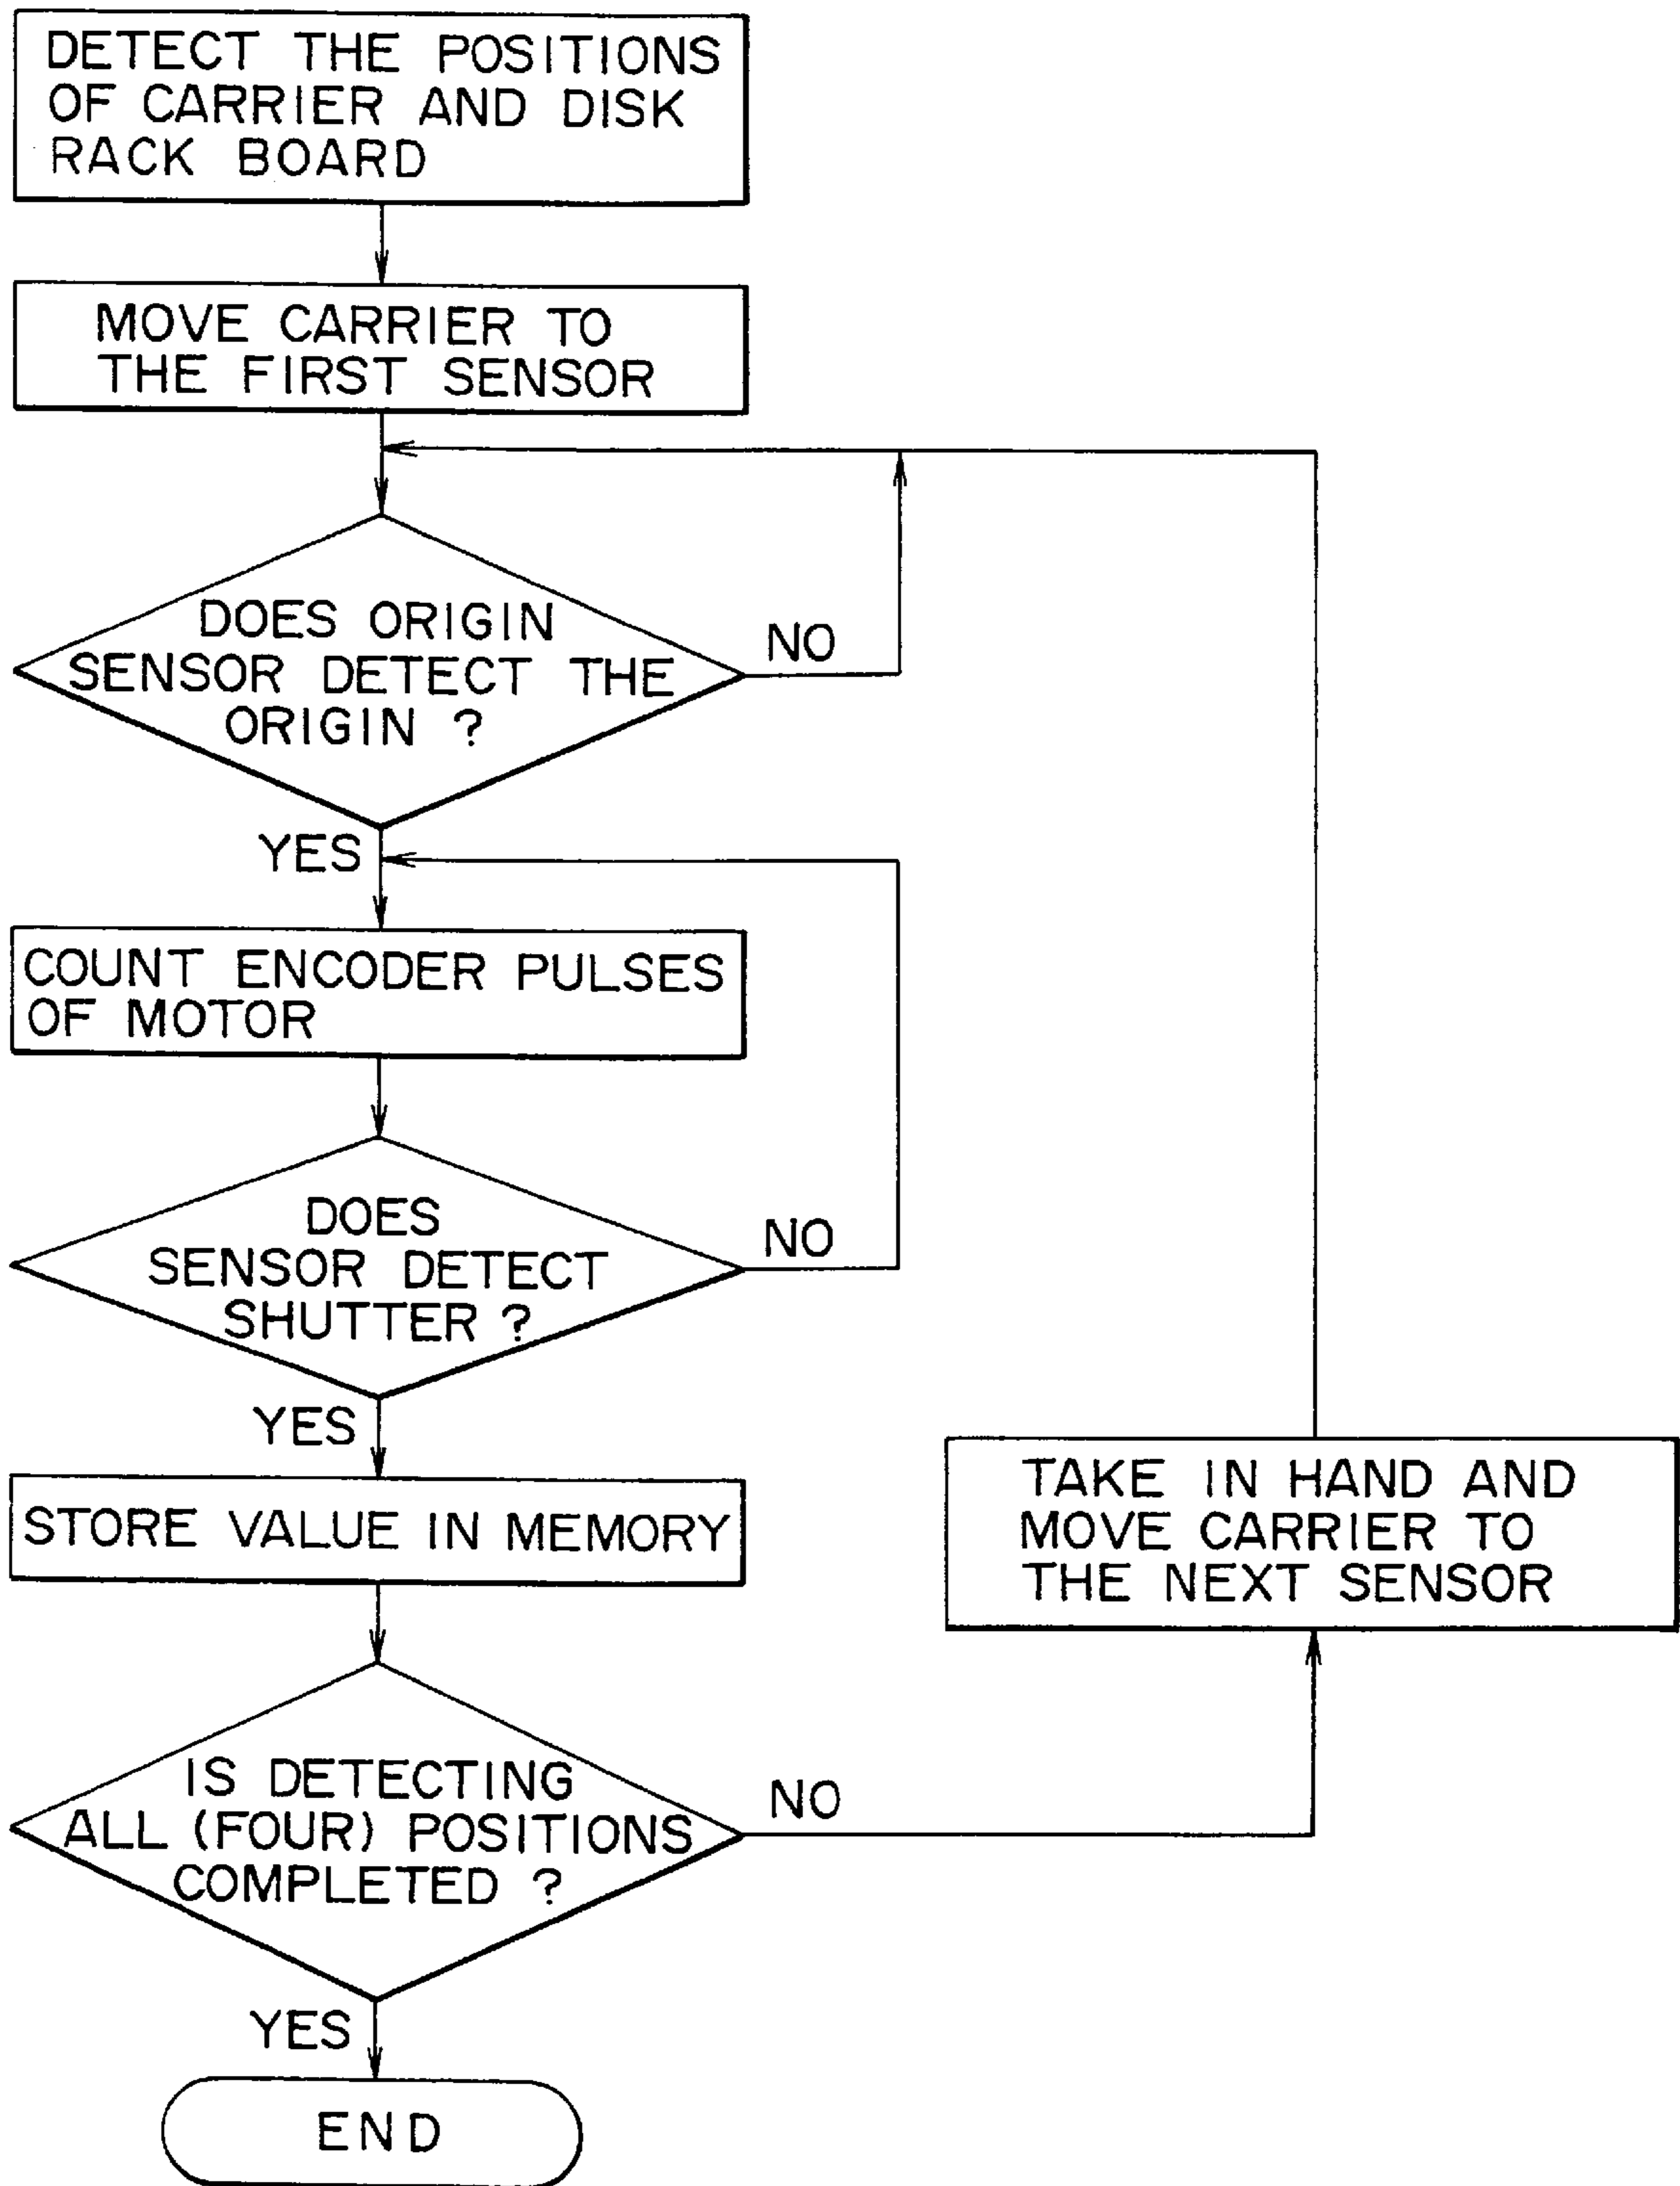 DETECT THE POSITIONS
OF CARRIER AND DISK
RACK BOARD
MOVE CARRIER TO
THE FIRST SENSOR
DOES ORIGIN
SENSOR DETECT THE
ORIGIN ?
NO
YES
COUNT ENCODER PULSES
OF MOTOR
DOES
SENSOR DETECT
SHUTTER ?
NO
YES
STORE VALUE IN MEMORY
TAKE IN HAND AND
MOVE CARRIER TO
THE NEXT SENSOR
IS DETECTING
ALL (FOUR) POSITIONS
COMPLETED ?
NO
YES
END